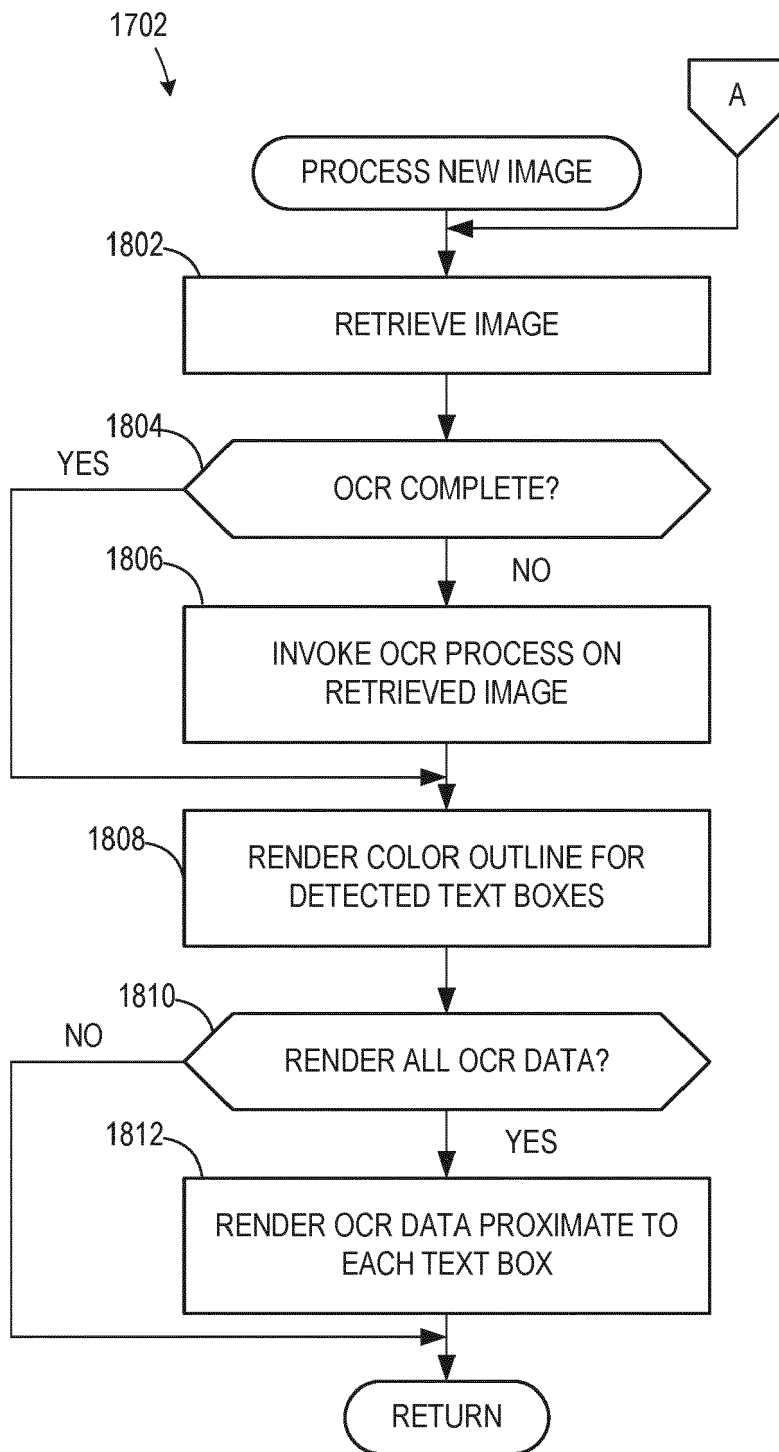 1702
A
PROCESS NEW IMAGE
1802
RETRIEVE IMAGE
1804
YES
OCR COMPLETE?
NO
1806
INVOKE OCR PROCESS ON
RETRIEVED IMAGE
1808
RENDER COLOR OUTLINE FOR
DETECTED TEXT BOXES
1810
NO
RENDER ALL OCR DATA?
YES
1812
RENDER OCR DATA PROXIMATE TO
EACH TEXT BOX
RETURN